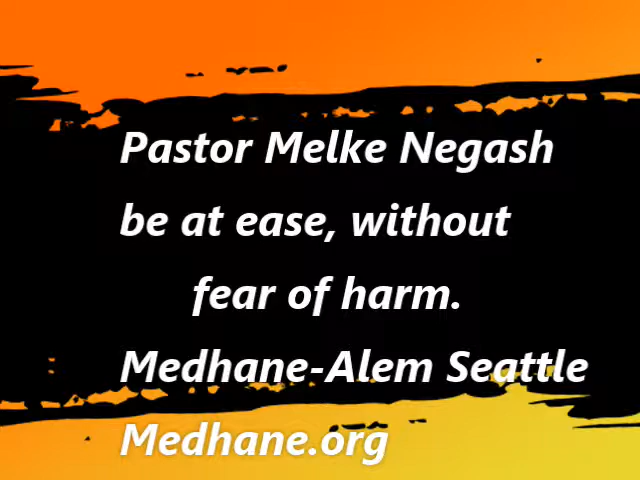 Pastor Melke Negash
be at ease, without
fear of harm.
Medhane-Alem Seattle
Medhane.org